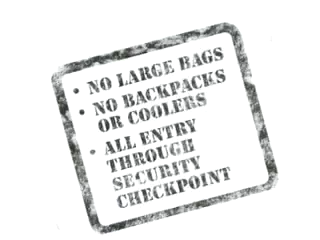 • NO LARGE BAGS
• NO BACKPACKS
OR COOLERS
• ALL ENTRY
THROUGH
SECURITY
CHECKPOINT